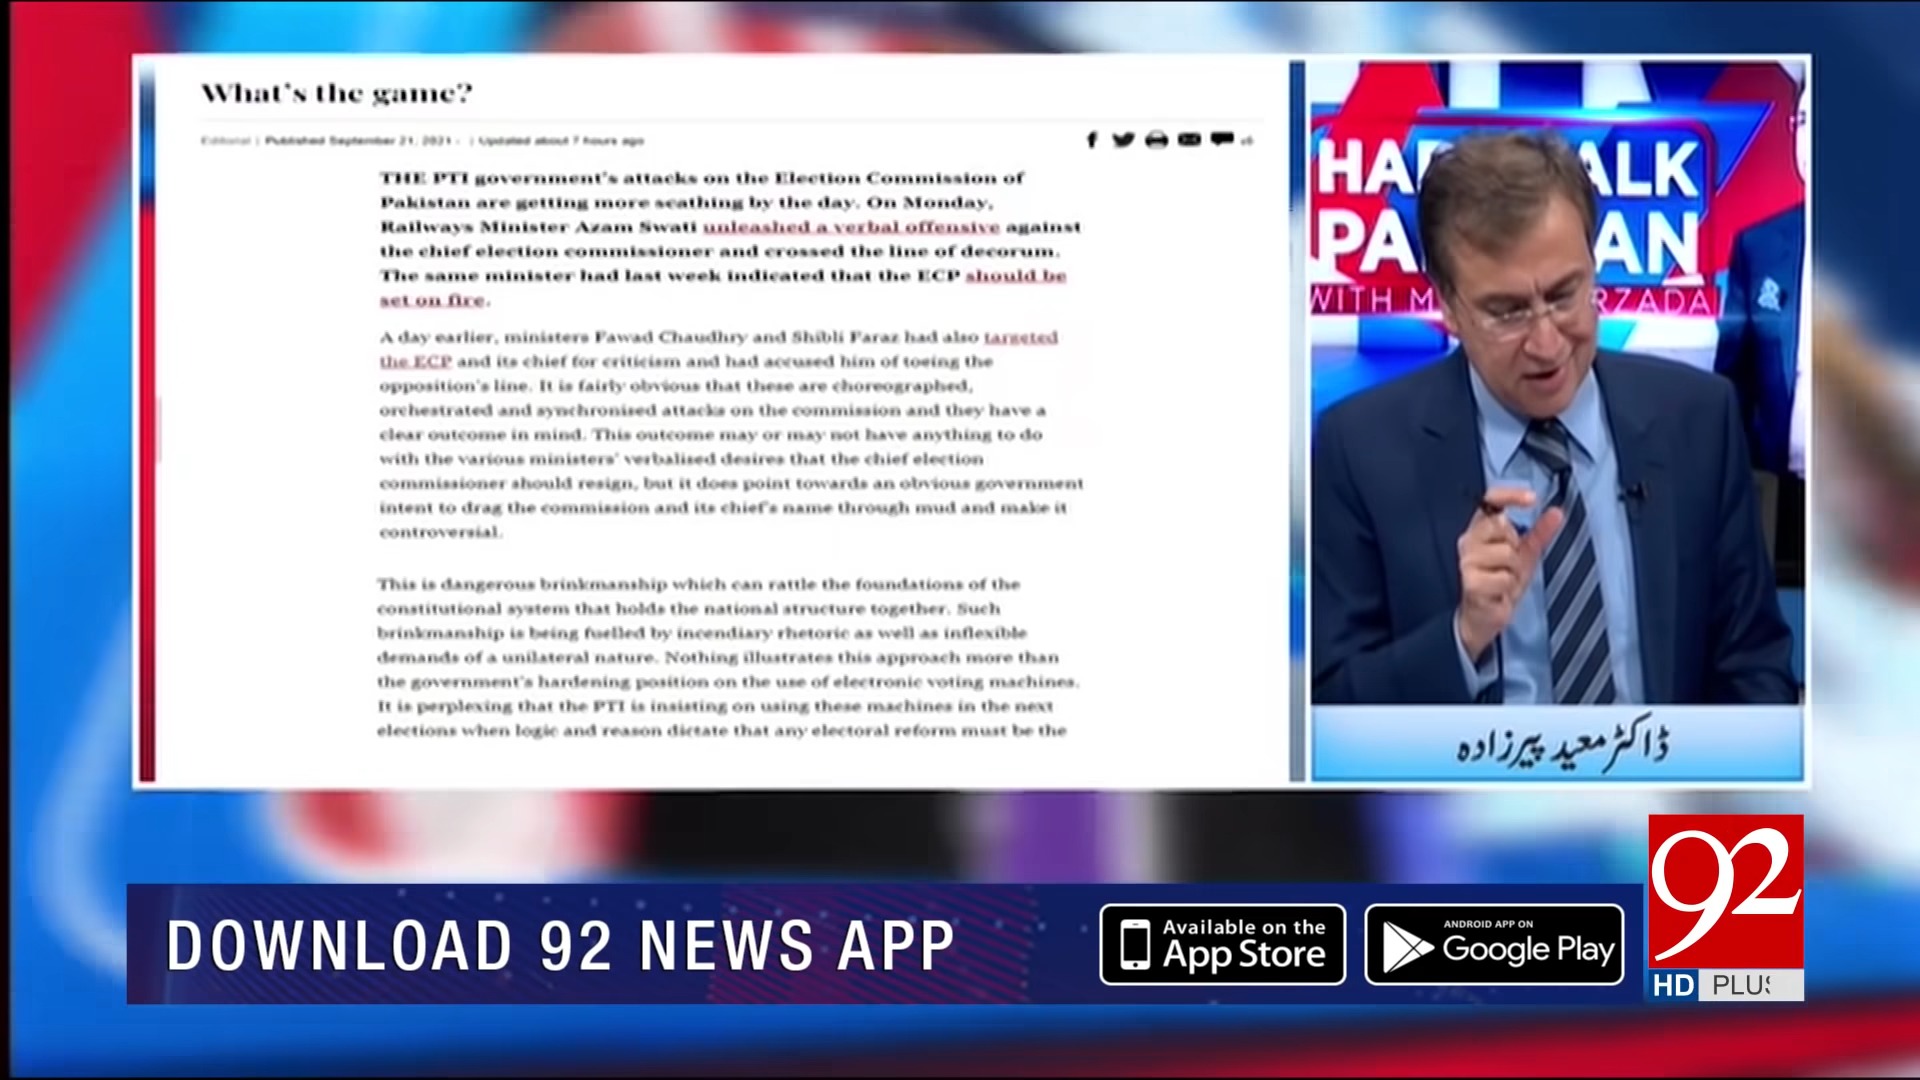 What's the game?
Editorial | Published September 21, 2021 - | Updated about 7 hours ago
THE PTI government's attacks on the Election Commission of
Pakistan are getting more scathing by the day. On Monday,
Railways Minister Azam Swati unleashed a verbal offensive against
the chief election commissioner and crossed the line of decorum.
The same minister had last week indicated that the ECP should be
set on fire.
A day earlier, ministers Fawad Chaudhry and Shibli Faraz had also targeted
the ECP and its chief for criticism and had accused him of toeing the
opposition's line. It is fairly obvious that these are choreographed,
orchestrated and synchronised attacks on the commission and they have a
clear outcome in mind. This outcome may or may not have anything to do
with the various ministers' verbalised desires that the chief election
commissioner should resign, but it does point towards an obvious government
intent to drag the commission and its chief's name through mud and make it
controversial.
This is dangerous brinkmanship which can rattle the foundations of the
constitutional system that holds the national structure together. Such
brinkmanship is being fuelled by incendiary rhetoric as well as inflexible
demands of a unilateral nature. Nothing illustrates this approach more than
the government's hardening position on the use of electronic voting machines.
It is perplexing that the PTI is insisting on using these machines in the next
elections when logic and reason dictate that any electoral reform must be the
HA ALK
PA AN
WITH M RZADA
ڈاکٹر معید پیرزادہ
DOWNLOAD 92 NEWS APP
Available on the
App Store
ANDROID APP ON
Google Play
92
HD PLUS